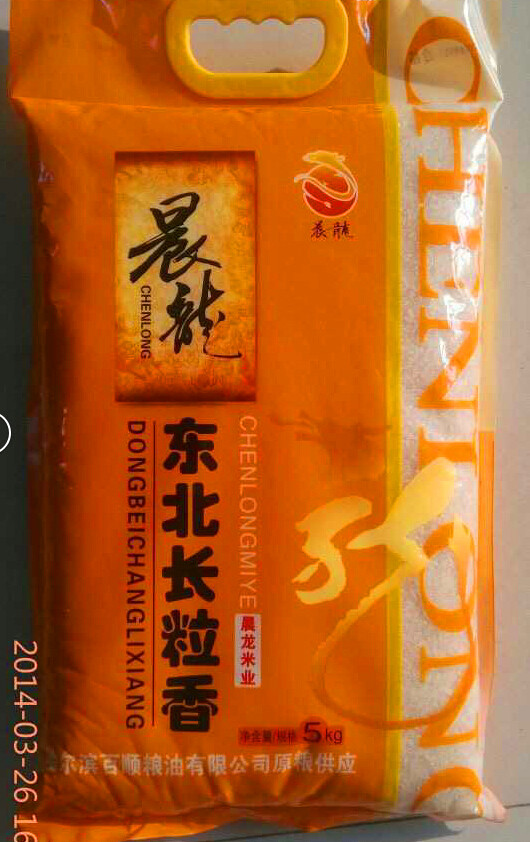 晨龍
CHENLONG
晨龍
CHENLONG
东北长粒香
DONGBEICHANGLIXIANG
CHENLONGMIYE
晨龙米业
净含量/规格 5kg
尔滨百顺粮油有限公司原粮供应
2014-03-26 16